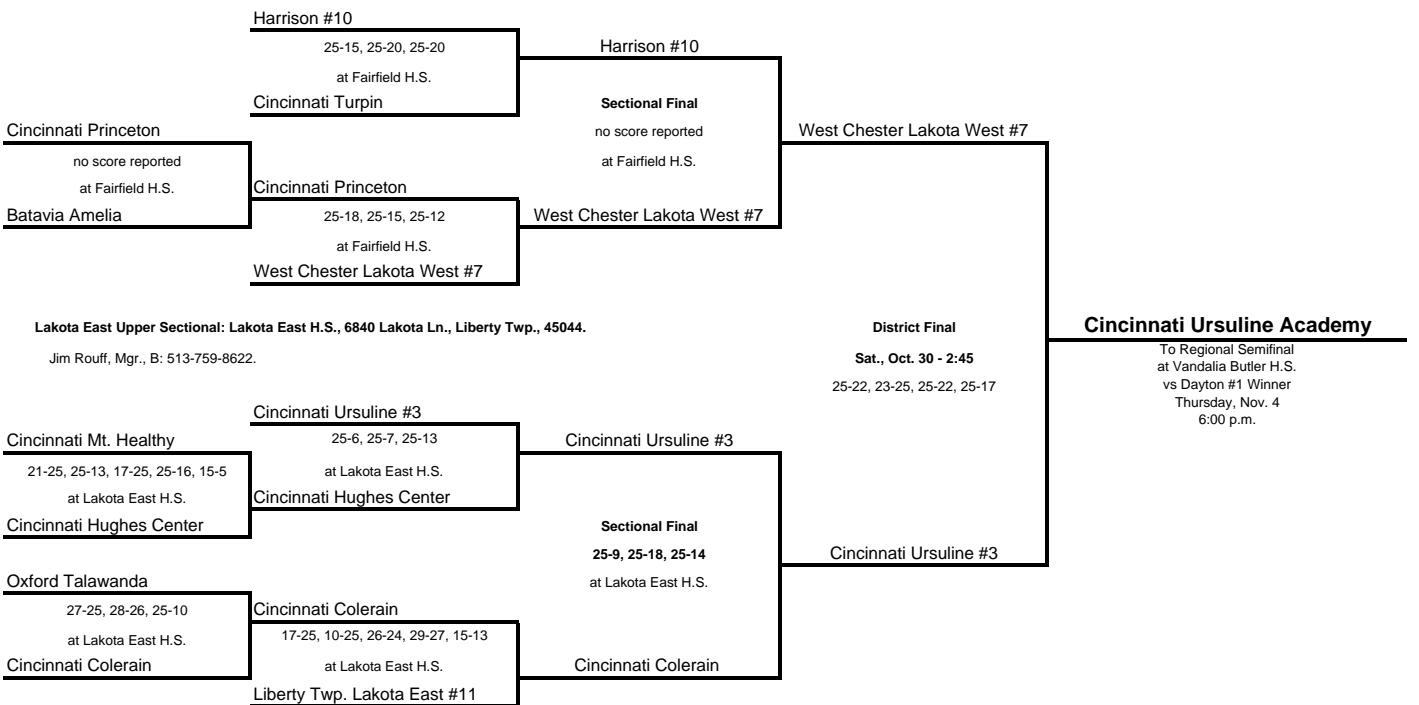 Harrison #10
25-15, 25-20, 25-20
at Fairfield H.S.
Cincinnati Turpin
Harrison #10
Sectional Final
no score reported
at Fairfield H.S.
Cincinnati Princeton
no score reported
at Fairfield H.S.
Batavia Amelia
Cincinnati Princeton
25-18, 25-15, 25-12
at Fairfield H.S.
West Chester Lakota West #7
West Chester Lakota West #7
West Chester Lakota West #7
Lakota East Upper Sectional: Lakota East H.S., 6840 Lakota Ln., Liberty Twp., 45044.
Jim Rouff, Mgr., B: 513-759-8622.
District Final
Sat., Oct. 30 - 2:45
25-22, 23-25, 25-22, 25-17
Cincinnati Ursuline Academy
To Regional Semifinal
at Vandalia Butler H.S.
vs Dayton #1 Winner
Thursday, Nov. 4
6:00 p.m.
Cincinnati Ursuline #3
25-6, 25-7, 25-13
at Lakota East H.S.
Cincinnati Hughes Center
Cincinnati Mt. Healthy
21-25, 25-13, 17-25, 25-16, 15-5
at Lakota East H.S.
Cincinnati Hughes Center
Cincinnati Ursuline #3
Sectional Final
25-9, 25-18, 25-14
at Lakota East H.S.
Cincinnati Ursuline #3
Oxford Talawanda
27-25, 28-26, 25-10
at Lakota East H.S.
Cincinnati Colerain
Cincinnati Colerain
17-25, 10-25, 26-24, 29-27, 15-13
at Lakota East H.S.
Liberty Twp. Lakota East #11
Cincinnati Colerain